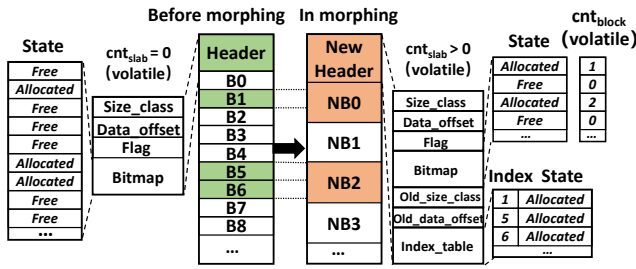 Before morphing
In morphing
cnt_block
(volatile)
State
cnt_slab = 0
(volatile)
cnt_slab > 0
(volatile)
State
Free
Allocated
Free
Free
Free
Allocated
Allocated
Free
Free
...
Size_class
Data_offset
Flag
Bitmap
Header
B0
B1
B2
B3
B4
B5
B6
B7
B8
...
New
Header
NB0
NB1
NB2
NB3
...
Size_class
Data_offset
Flag
Bitmap
Old_size_class
Old_data_offset
Index_table
Allocated 1
Free 0
Allocated 2
Free 0
... ...
Index State
1 Allocated
5 Allocated
6 Allocated
...